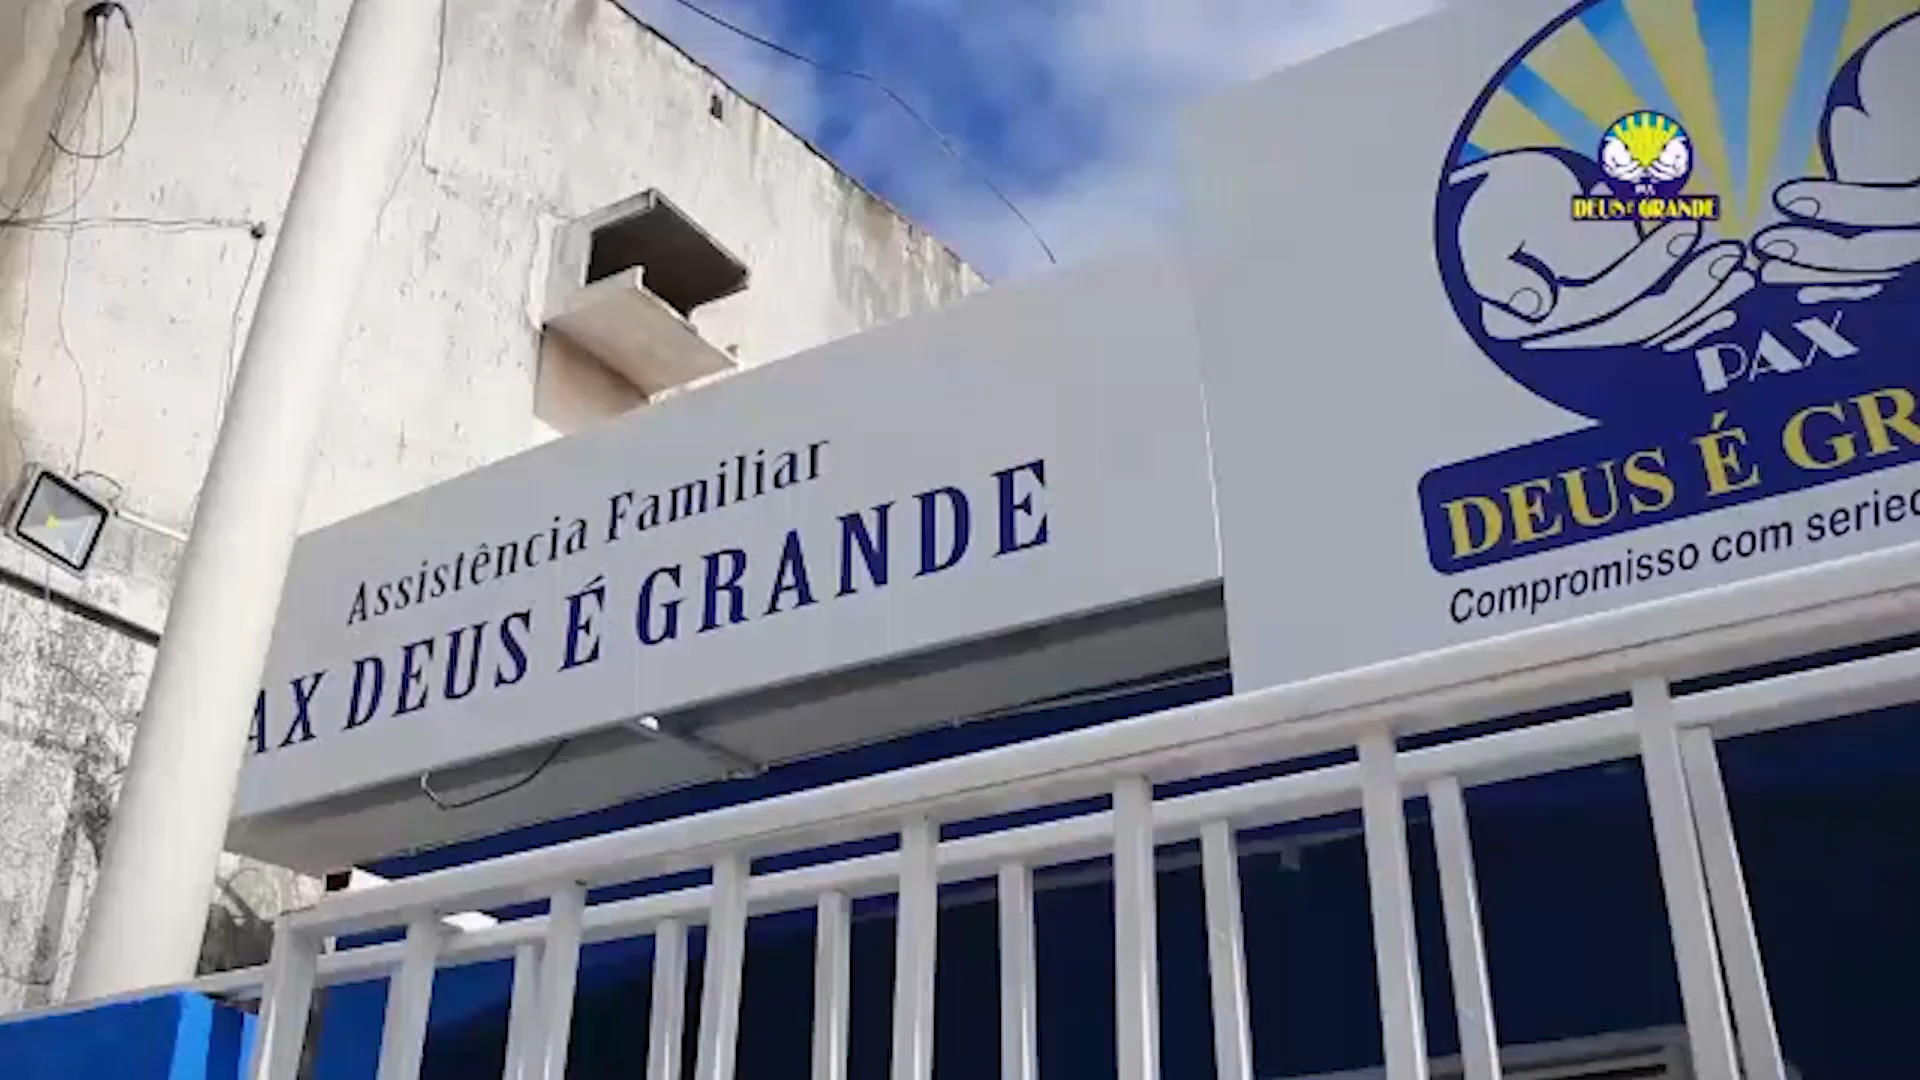 Assistência Familiar
AX DEUS É GRANDE
PAX
DEUS É GR
Compromisso com seried
PAX
DEUS É GRANDE